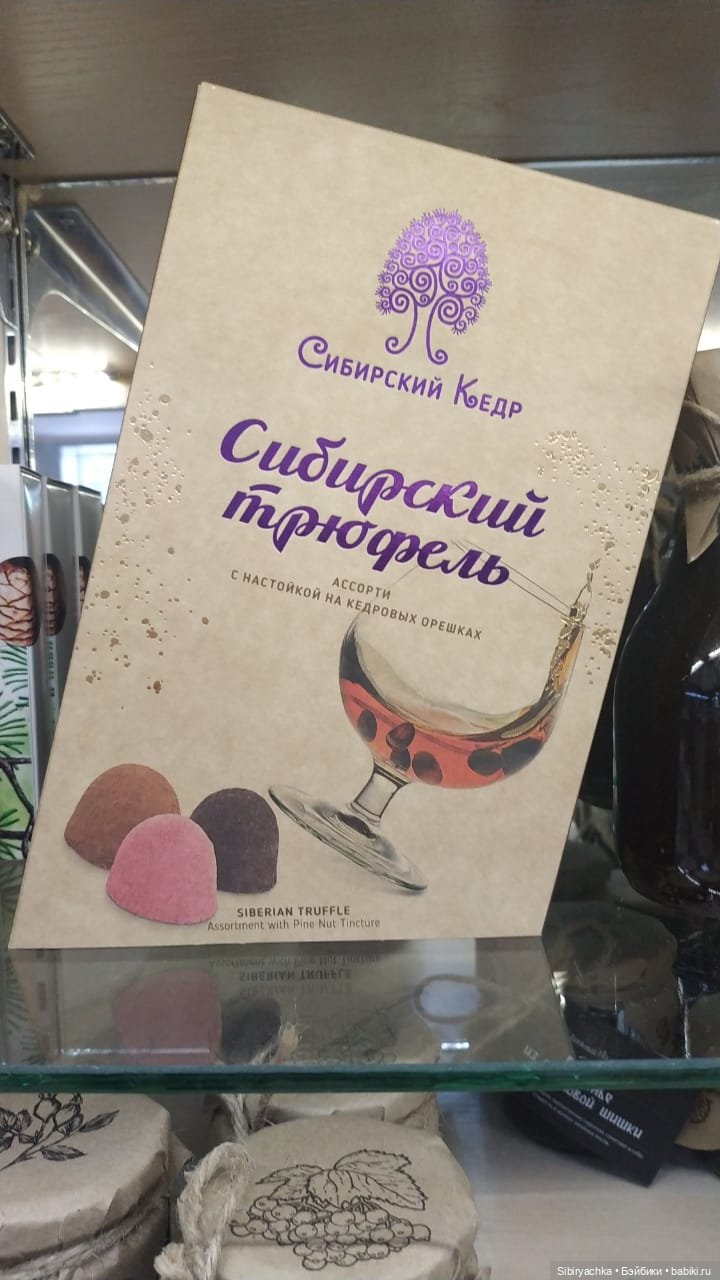 Сибирский Кедр
Сибирский
трюфель
АССОРТИ
С НАСТОЙКОЙ НА КЕДРОВЫХ ОРЕШКАХ
SIBERIAN TRUFFLE
Assortment with Pine Nut Tincture
шишки
Sibiryachka • Бэйбики • babiki.ru